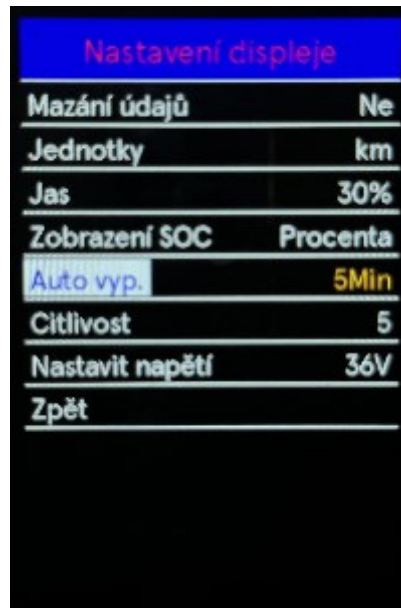 Nastavení displeje
Mazání údajů Ne
Jednotky km
Jas 30%
Zobrazení SOC Procenta
Auto vyp. 5Min
Citlivost 5
Nastavit napětí 36V
Zpět